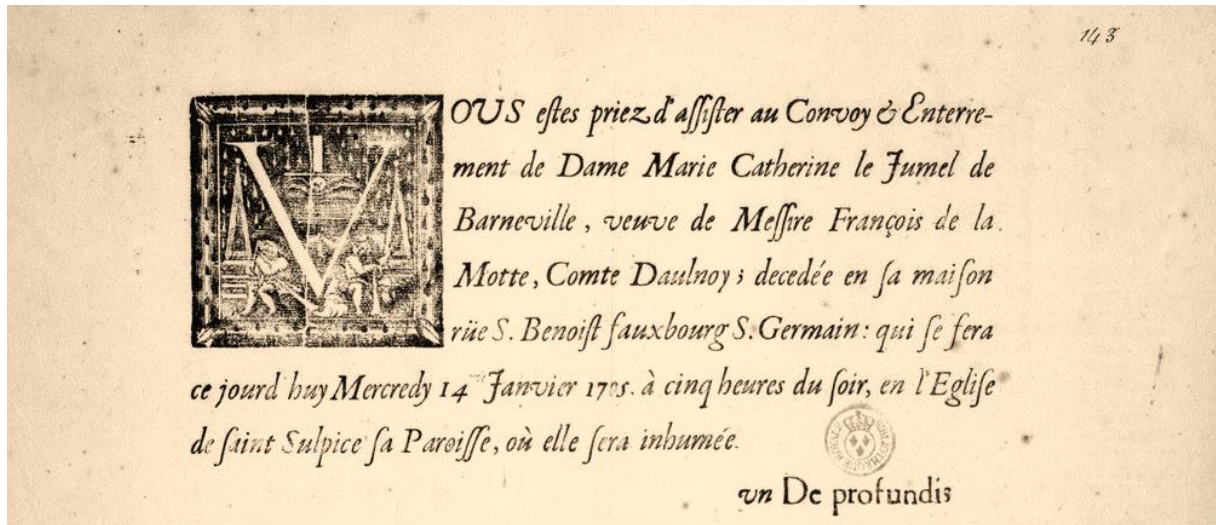 143
VOUS eſtes priez d'aſſiſter au Convoy & Enterre-
ment de Dame Marie Catherine le Jumel de
Barneville, veuve de Meſſire François de la
Motte, Comte Daulnoy; decedée en ſa maiſon
rüe S. Benoiſt fauxbourg S. Germain: qui ſe fera
ce jourd'huy Mercredy 14 Janvier 1705. à cinq heures du ſoir, en l'Egliſe
de ſaint Sulpice ſa Paroiſſe, où elle ſera inhumée.
BIBLIOTHEQUE ROYALE
un De profundis